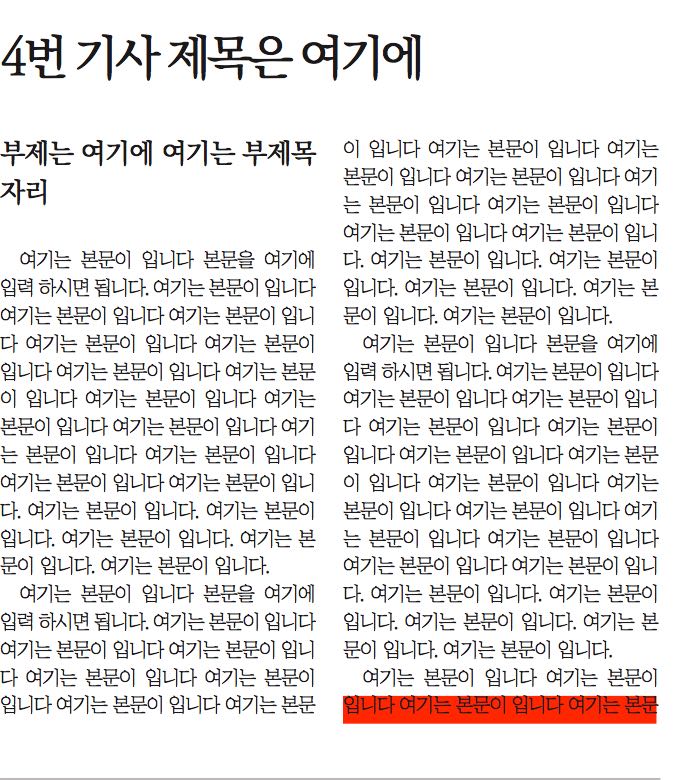 4번 기사 제목은 여기에
부제는 여기에 여기는 부제목
자리
여기는 본문이 입니다 본문을 여기에
입력 하시면 됩니다. 여기는 본문이 입니다
여기는 본문이 입니다 여기는 본문이 입니
다 여기는 본문이 입니다 여기는 본문이
입니다 여기는 본문이 입니다 여기는 본문
이 입니다 여기는 본문이 입니다 여기는
본문이 입니다 여기는 본문이 입니다 여기
는 본문이 입니다 여기는 본문이 입니다
여기는 본문이 입니다 여기는 본문이 입니
다. 여기는 본문이 입니다. 여기는 본문이
입니다. 여기는 본문이 입니다. 여기는 본
문이 입니다. 여기는 본문이 입니다.
여기는 본문이 입니다 본문을 여기에
입력 하시면 됩니다. 여기는 본문이 입니다
여기는 본문이 입니다 여기는 본문이 입니
다 여기는 본문이 입니다 여기는 본문이
입니다 여기는 본문이 입니다 여기는 본문
이 입니다 여기는 본문이 입니다 여기는
본문이 입니다 여기는 본문이 입니다 여기
는 본문이 입니다 여기는 본문이 입니다
여기는 본문이 입니다 여기는 본문이 입니
다. 여기는 본문이 입니다. 여기는 본문이
입니다. 여기는 본문이 입니다. 여기는 본
문이 입니다. 여기는 본문이 입니다.
여기는 본문이 입니다 본문을 여기에
입력 하시면 됩니다. 여기는 본문이 입니다
여기는 본문이 입니다 여기는 본문이 입니
다 여기는 본문이 입니다 여기는 본문이
입니다 여기는 본문이 입니다 여기는 본문
이 입니다 여기는 본문이 입니다 여기는
본문이 입니다 여기는 본문이 입니다 여기
는 본문이 입니다 여기는 본문이 입니다
여기는 본문이 입니다 여기는 본문이 입니
다. 여기는 본문이 입니다. 여기는 본문이
입니다. 여기는 본문이 입니다. 여기는 본
문이 입니다. 여기는 본문이 입니다.
여기는 본문이 입니다 여기는 본문이
입니다 여기는 본문이 입니다 여기는 본문